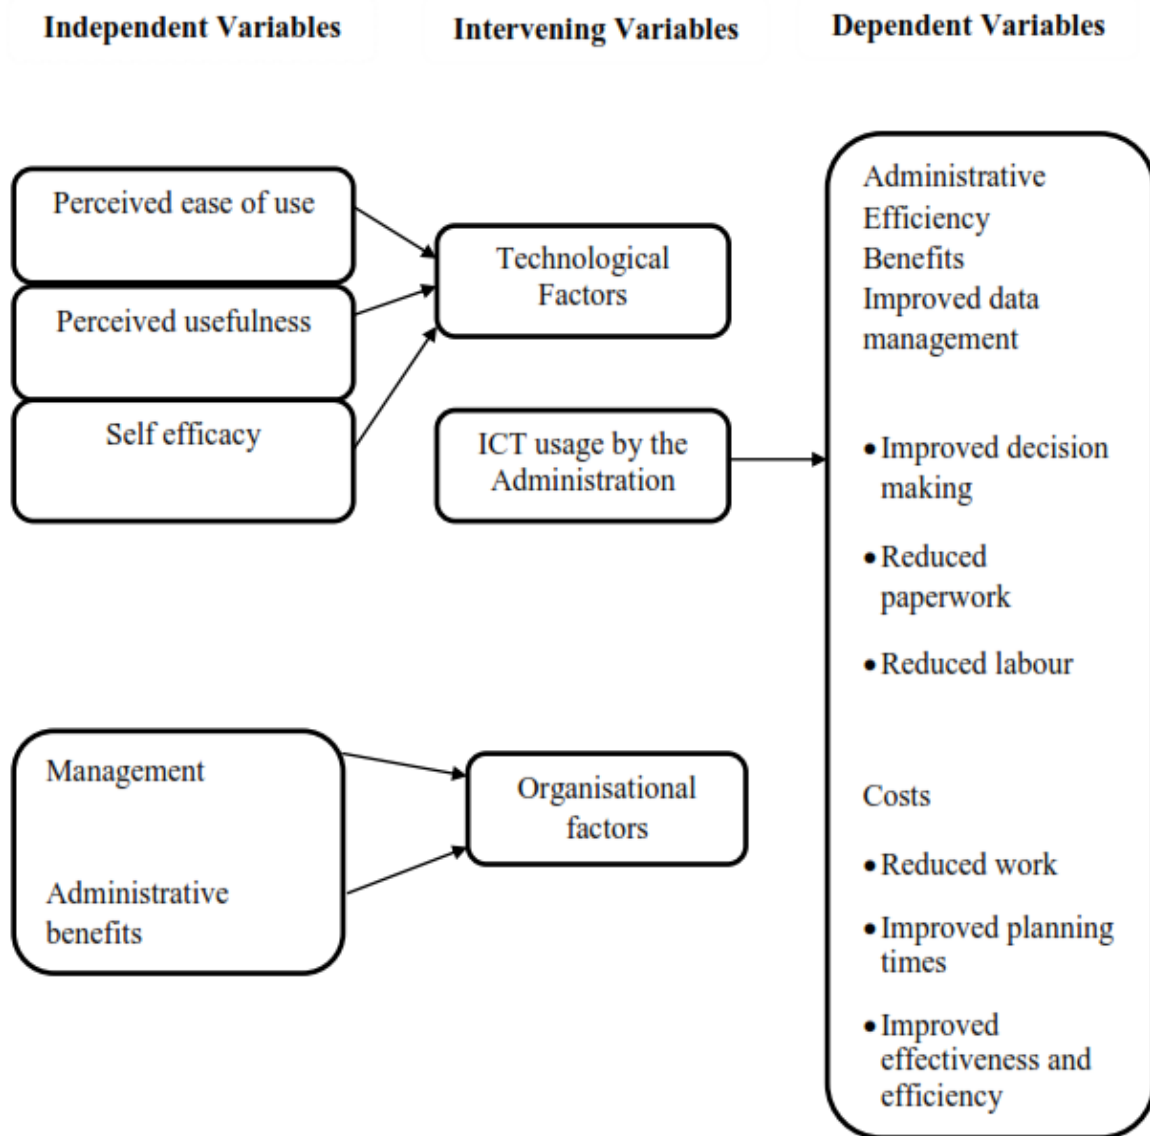 Independent Variables
Intervening Variables
Dependent Variables
Perceived ease of use
Perceived usefulness
Self efficacy
Management
Administrative
benefits
Technological
Factors
ICT usage by the
Administration
Organisational
factors
Administrative
Efficiency
Benefits
Improved data
management
• Improved decision
making
• Reduced
paperwork
• Reduced labour
Costs
• Reduced work
• Improved planning
times
• Improved
effectiveness and
efficiency